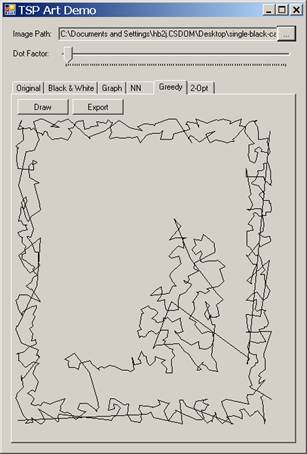 TSP Art Demo
Image Path: C:\Documents and Settings\hb2j.CSDOM\Desktop\single-black-ca ...
Dot Factor:
Original Black & White Graph NN Greedy 2-Opt
Draw Export